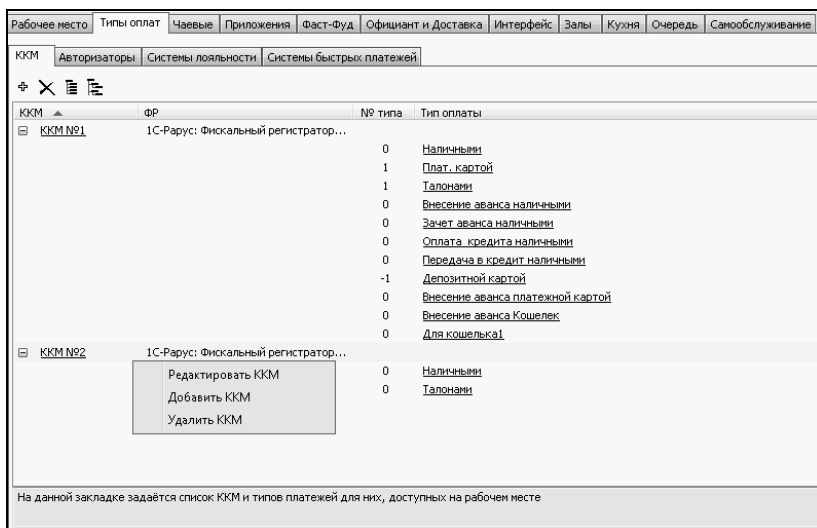 Рабочее место Типы оплат Чаевые Приложения Фаст-Фуд Официант и Доставка Интерфейс Залы Кухня Очередь Самообслуживание
ККМ Авторизаторы Системы лояльности Системы быстрых платежей
ККМ ФР № типа Тип оплаты
ККМ №1 1С-Рарус: Фискальный регистратор...
0 Наличными
1 Плат. картой
1 Талонами
0 Внесение аванса наличными
0 Зачет аванса наличными
0 Оплата кредита наличными
0 Передача в кредит наличными
-1 Депозитной картой
0 Внесение аванса платежной картой
0 Внесение аванса Кошелек
0 Для кошелька1
ККМ №2 1С-Рарус: Фискальный регистратор...
Редактировать ККМ 0 Наличными
Добавить ККМ 0 Талонами
Удалить ККМ
На данной закладке задаётся список ККМ и типов платежей для них, доступных на рабочем месте